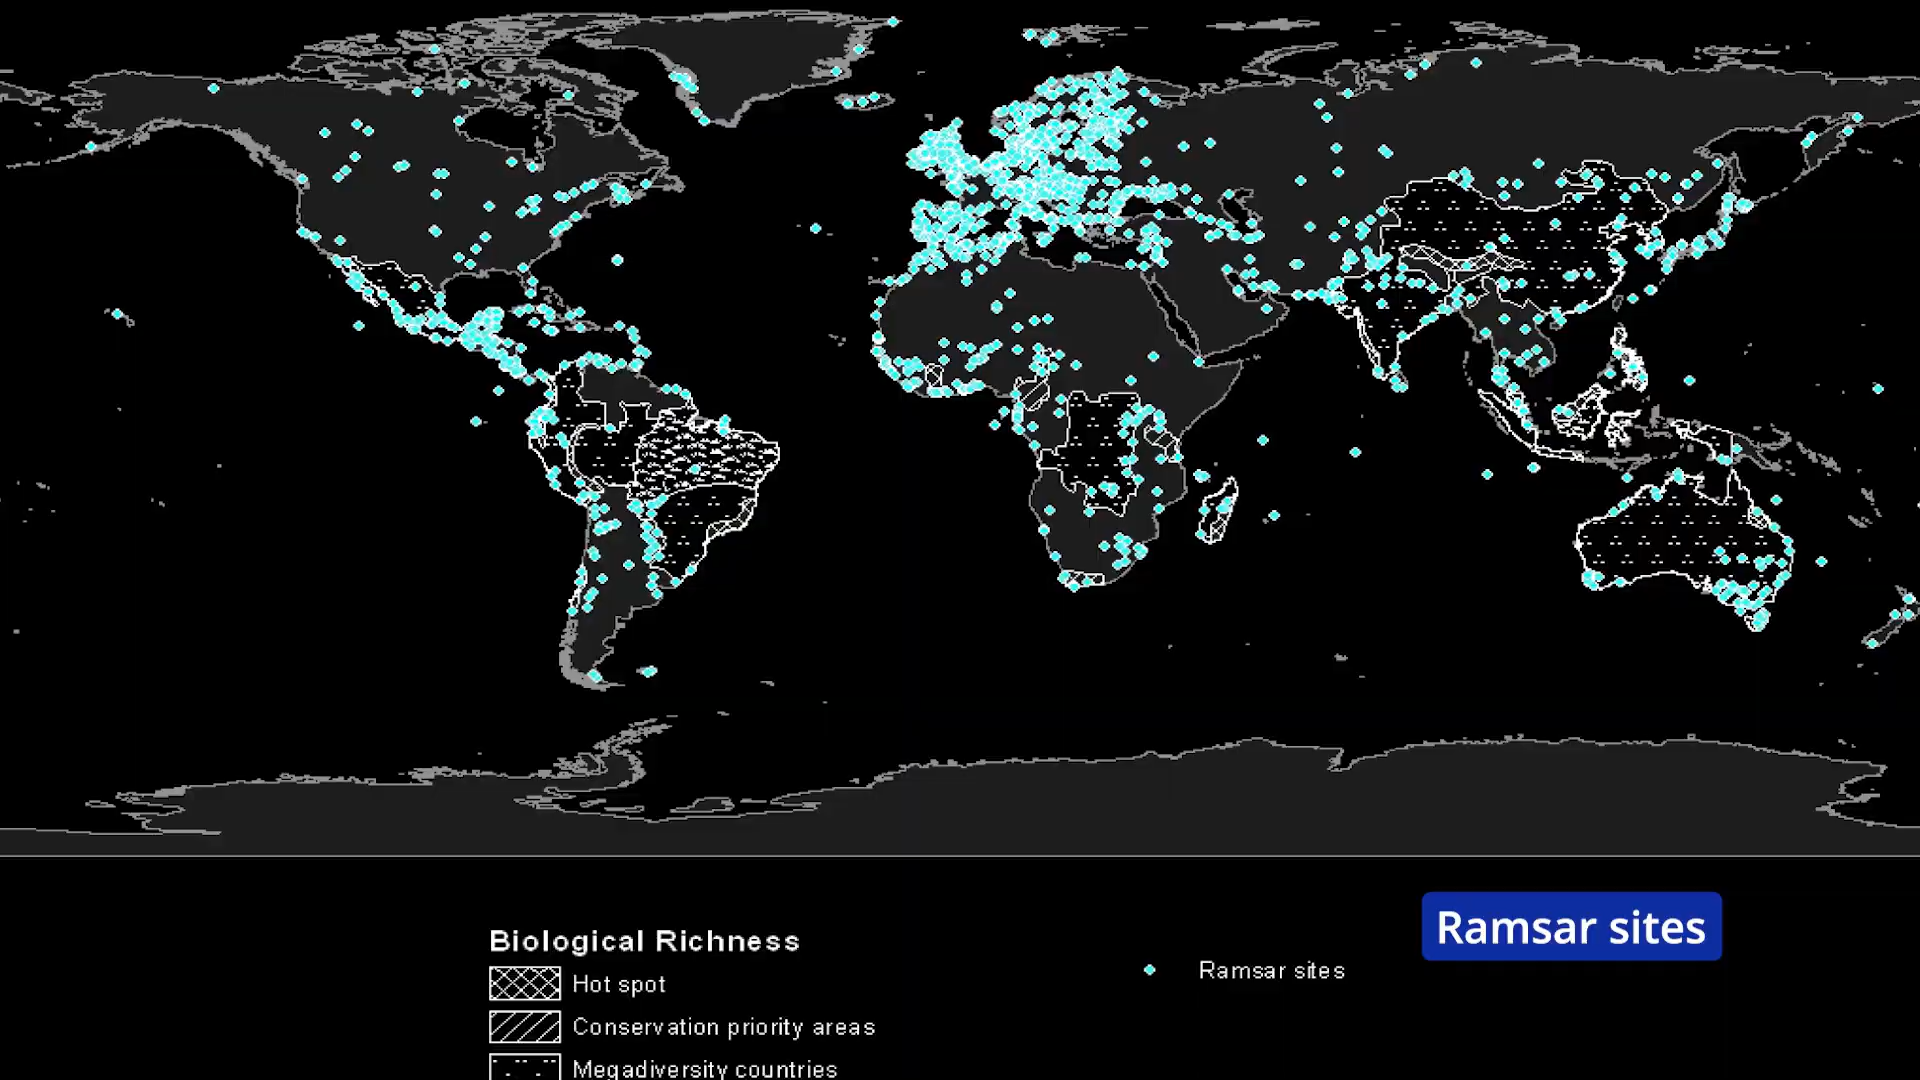 Ramsar sites
Biological Richness
Hot spot
Conservation priority areas
Megadiversity countries
Ramsar sites